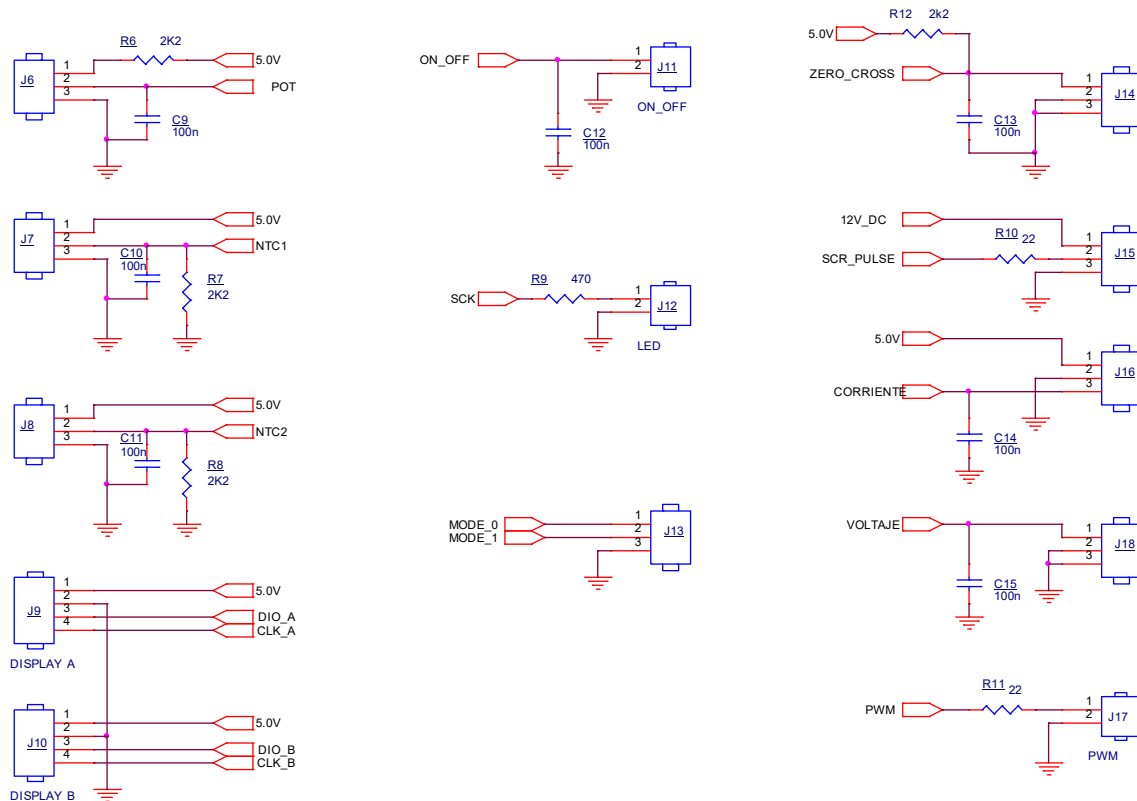 R6 2K2
J6
1
2
3
5.0V
POT
C9
100n
J7
1
2
3
5.0V
NTC1
C10
100n
R7
2K2
J8
1
2
3
5.0V
NTC2
C11
100n
R8
2K2
J9
1
2
3
4
5.0V
DIO_A
CLK_A
DISPLAY A
J10
1
2
3
4
5.0V
DIO_B
CLK_B
DISPLAY B
ON_OFF
1
2
J11
ON_OFF
C12
100n
R9 470
SCK
1
2
J12
LED
MODE_0
MODE_1
1
2
3
J13
R12 2k2
5.0V
ZERO_CROSS
1
2
3
J14
C13
100n
12V_DC
SCR_PULSE
R10
22
1
2
3
J15
5.0V
CORRIENTE
1
2
3
J16
C14
100n
VOLTAJE
1
2
3
J18
C15
100n
PWM
R11
22
1
2
J17
PWM